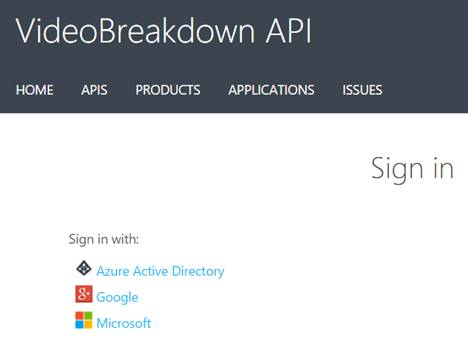 VideoBreakdown API
HOME APIS PRODUCTS APPLICATIONS ISSUES
Sign in
Sign in with:
Azure Active Directory
g+ Google
Microsoft